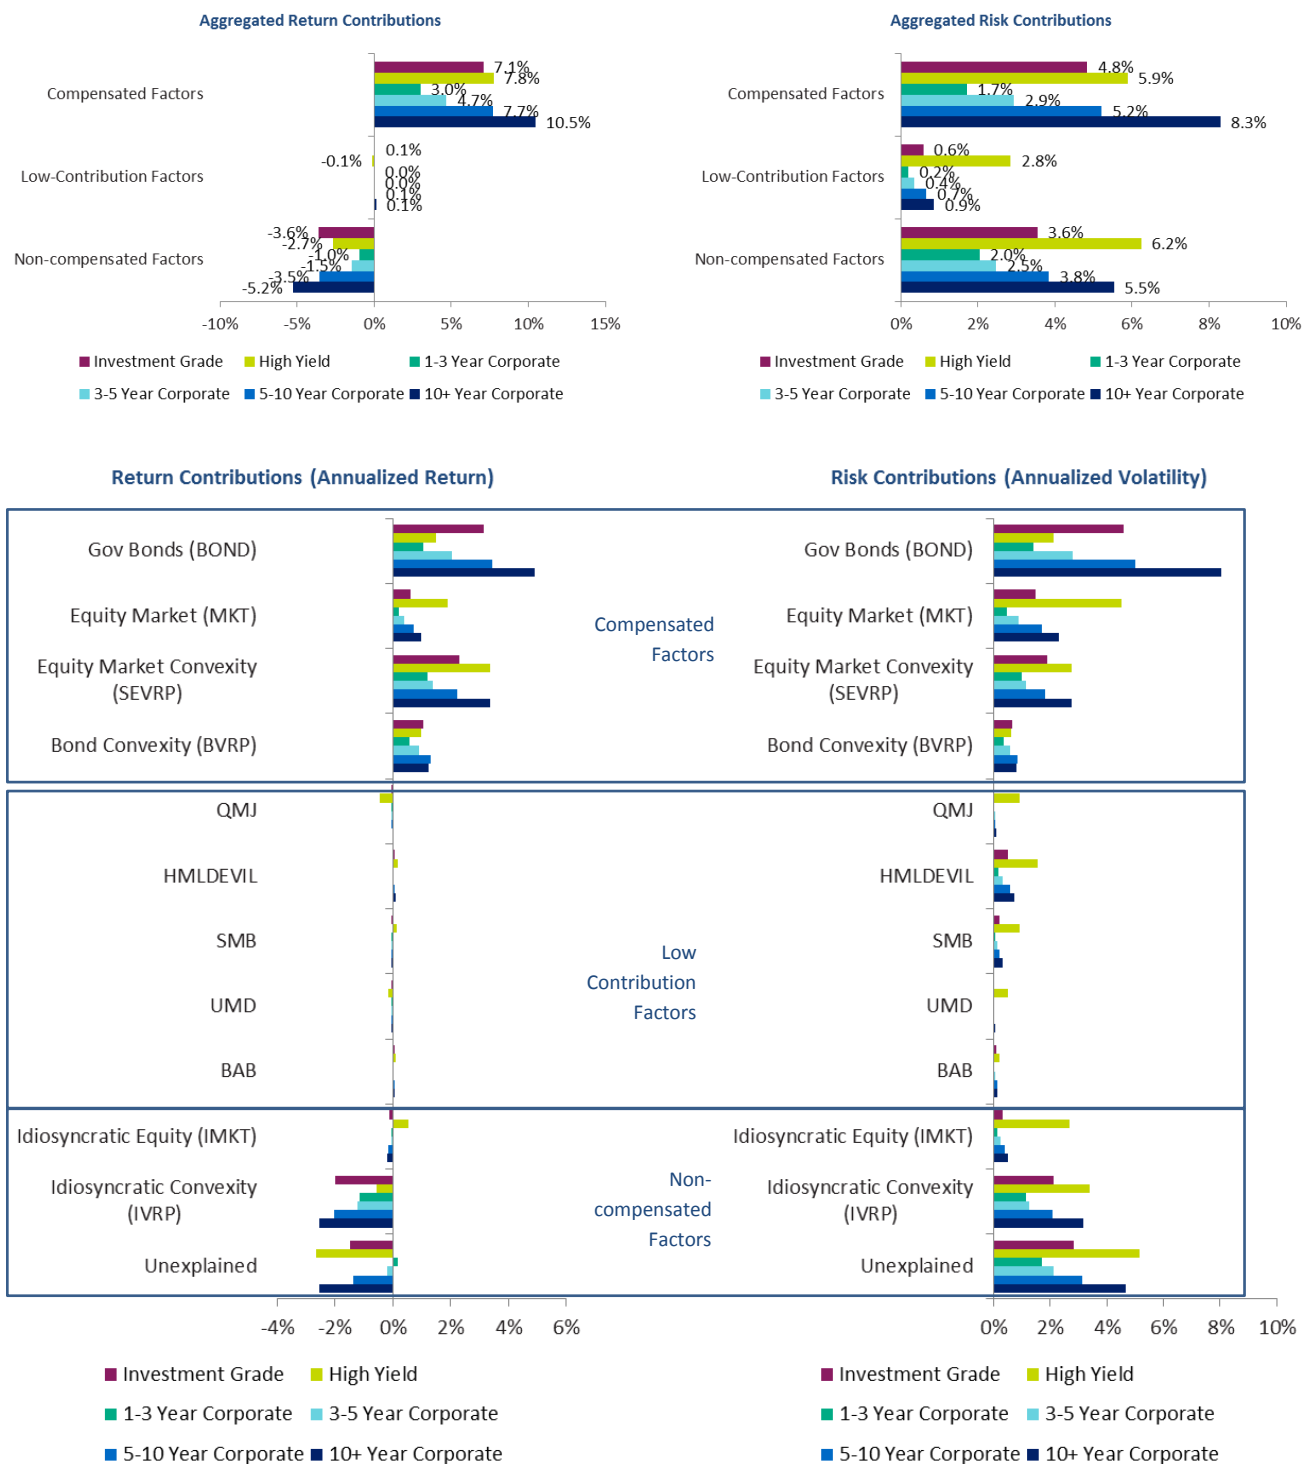 Aggregated Return Contributions
Compensated Factors
7.1%
7.8%
3.0%
4.7%
7.7%
10.5%
Low-Contribution Factors
0.1%
-0.1%
0.0%
0.0%
0.1%
0.1%
Non-compensated Factors
-3.6%
-2.7%
-1.0%
-1.5%
-3.5%
-5.2%
-10% -5% 0% 5% 10% 15%
Investment Grade High Yield 1-3 Year Corporate
3-5 Year Corporate 5-10 Year Corporate 10+ Year Corporate
Aggregated Risk Contributions
Compensated Factors
4.8%
5.9%
1.7%
2.9%
5.2%
8.3%
Low-Contribution Factors
0.6%
2.8%
0.2%
0.4%
0.7%
0.9%
Non-compensated Factors
3.6%
6.2%
2.0%
2.5%
3.8%
5.5%
0% 2% 4% 6% 8% 10%
Investment Grade High Yield 1-3 Year Corporate
3-5 Year Corporate 5-10 Year Corporate 10+ Year Corporate
Return Contributions (Annualized Return)
Gov Bonds (BOND)
Equity Market (MKT)
Equity Market Convexity
(SEVRP)
Bond Convexity (BVRP)
QMJ
HMLDEVIL
SMB
UMD
BAB
Idiosyncratic Equity (IMKT)
Idiosyncratic Convexity
(IVRP)
Unexplained
-4% -2% 0% 2% 4% 6%
Investment Grade High Yield
1-3 Year Corporate 3-5 Year Corporate
5-10 Year Corporate 10+ Year Corporate
Compensated
Factors
Low
Contribution
Factors
Non-
compensated
Factors
Risk Contributions (Annualized Volatility)
Gov Bonds (BOND)
Equity Market (MKT)
Equity Market Convexity
(SEVRP)
Bond Convexity (BVRP)
QMJ
HMLDEVIL
SMB
UMD
BAB
Idiosyncratic Equity (IMKT)
Idiosyncratic Convexity
(IVRP)
Unexplained
0% 2% 4% 6% 8% 10%
Investment Grade High Yield
1-3 Year Corporate 3-5 Year Corporate
5-10 Year Corporate 10+ Year Corporate